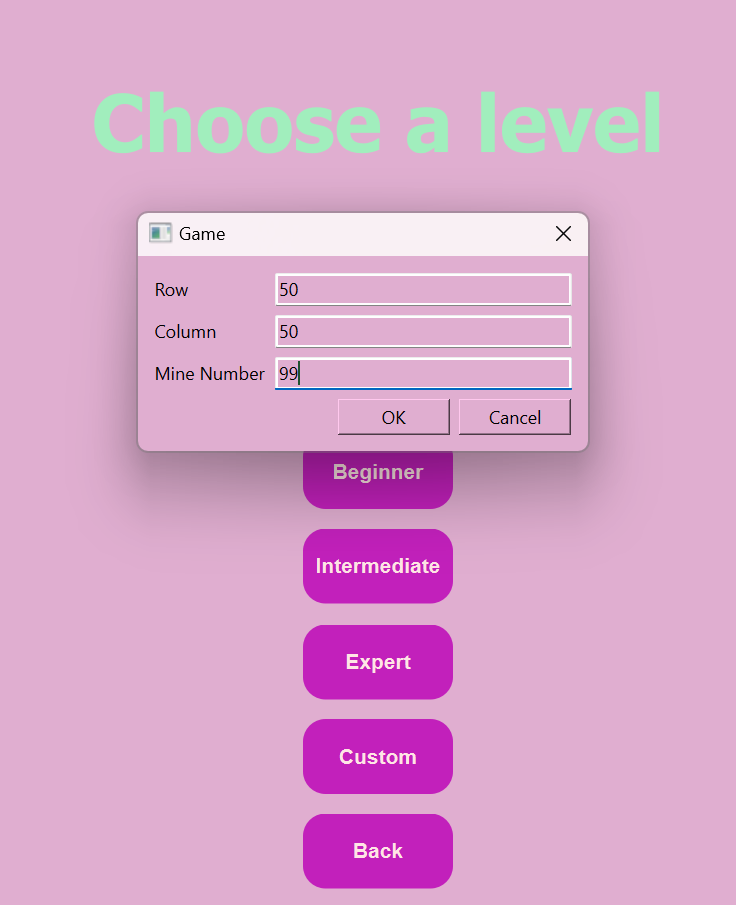 Choose a level
Game
Row 50
Column 50
Mine Number 99
OK Cancel
Beginner
Intermediate
Expert
Custom
Back